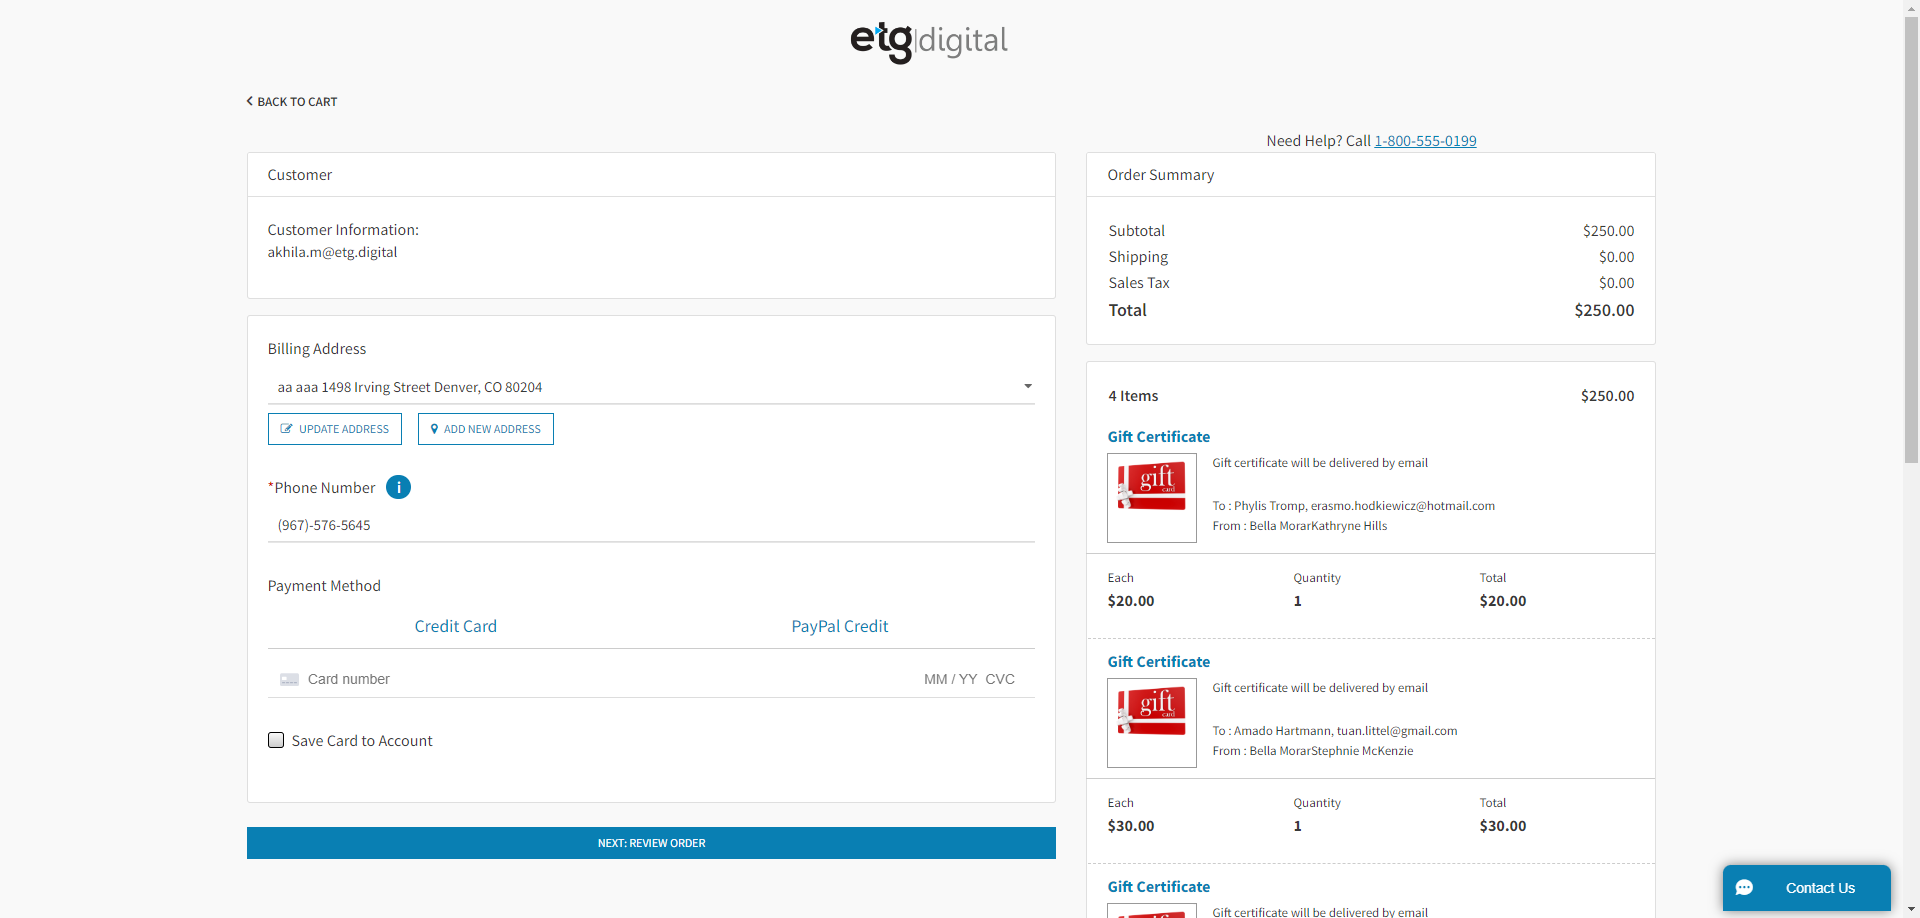 etg|digital
BACK TO CART
Need Help? Call 1-800-555-0199
Customer
Customer Information:
akhila.m@etg.digital
Billing Address
aa aaa 1498 Irving Street Denver, CO 80204
UPDATE ADDRESS
ADD NEW ADDRESS
*Phone Number i
(967)-576-5645
Payment Method
Credit Card
PayPal Credit
Card number
MM / YY CVC
Save Card to Account
NEXT: REVIEW ORDER
Order Summary
Subtotal $250.00
Shipping $0.00
Sales Tax $0.00
Total $250.00
4 Items $250.00
Gift Certificate
gift
card
Gift certificate will be delivered by email
To : Phylis Tromp, erasmo.hodkiewicz@hotmail.com
From : Bella MorarKathryne Hills
Each Quantity Total
$20.00 1 $20.00
Gift Certificate
gift
card
Gift certificate will be delivered by email
To : Amado Hartmann, tuan.littel@gmail.com
From : Bella MorarStephnie McKenzie
Each Quantity Total
$30.00 1 $30.00
Gift Certificate
Gift certificate will be delivered by email
Contact Us